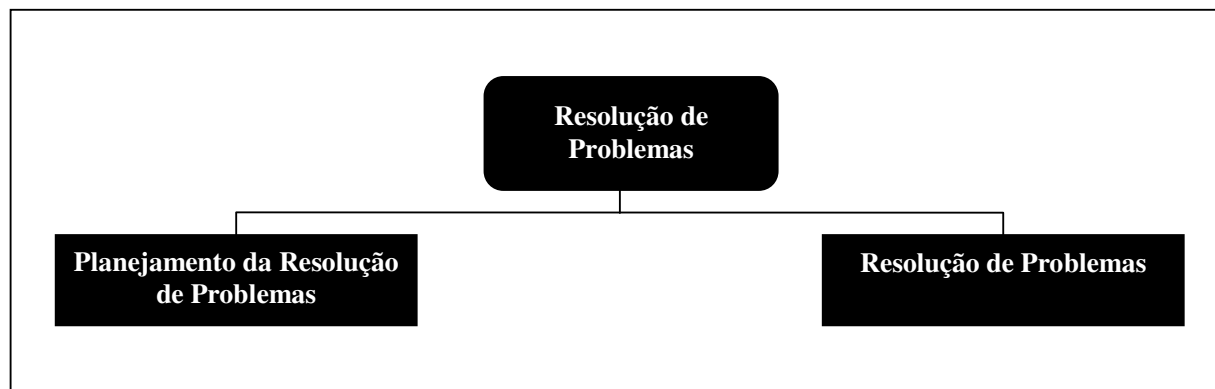 Resolução de
Problemas
Planejamento da Resolução
de Problemas
Resolução de Problemas